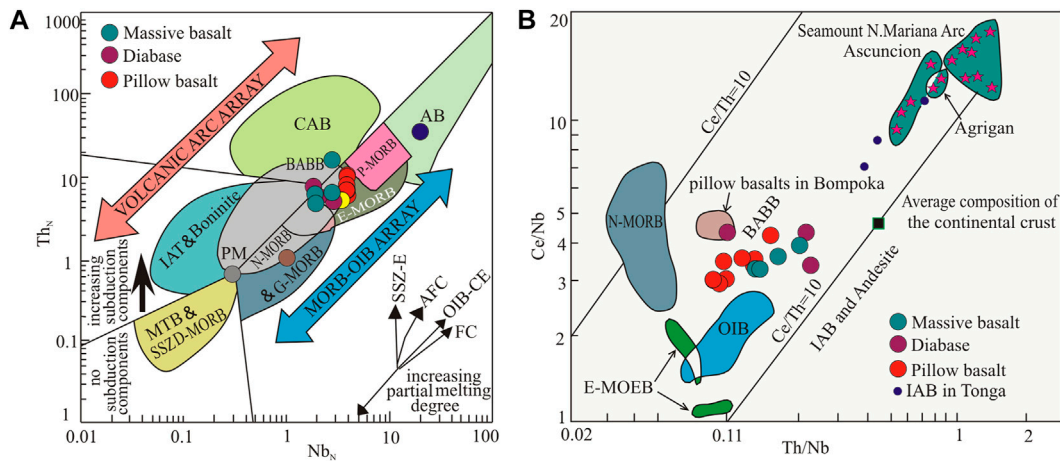 A
1000
100
10
1
0.1
1
Th_N
0.01
0.1
1
10
100
Nb_N
Massive basalt
Diabase
Pillow basalt
VOLCANIC ARC ARRAY
MORB-OIB ARRAY
CAB
AB
BABB
P-MORB
E-MORB
IAT & Boninite
PM
N-MORB
& G-MORB
MTB &
SSZD-MORB
increasing
subduction
components
no
subduction
components
SSZ-E
AFC
OIB-CE
FC
increasing
partial melting
degree
B
20
10
5
2
1
Ce/Nb
0.02
0.11
1
2
Th/Nb
Ce/Th=10
Seamount N.Mariana Arc
Ascuncion
Agrigan
N-MORB
pillow basalts in Bompoka
BABB
Average composition of
the continental crust
Ce/Th=10
IAB and Andesite
OIB
E-MOEB
Massive basalt
Diabase
Pillow basalt
IAB in Tonga